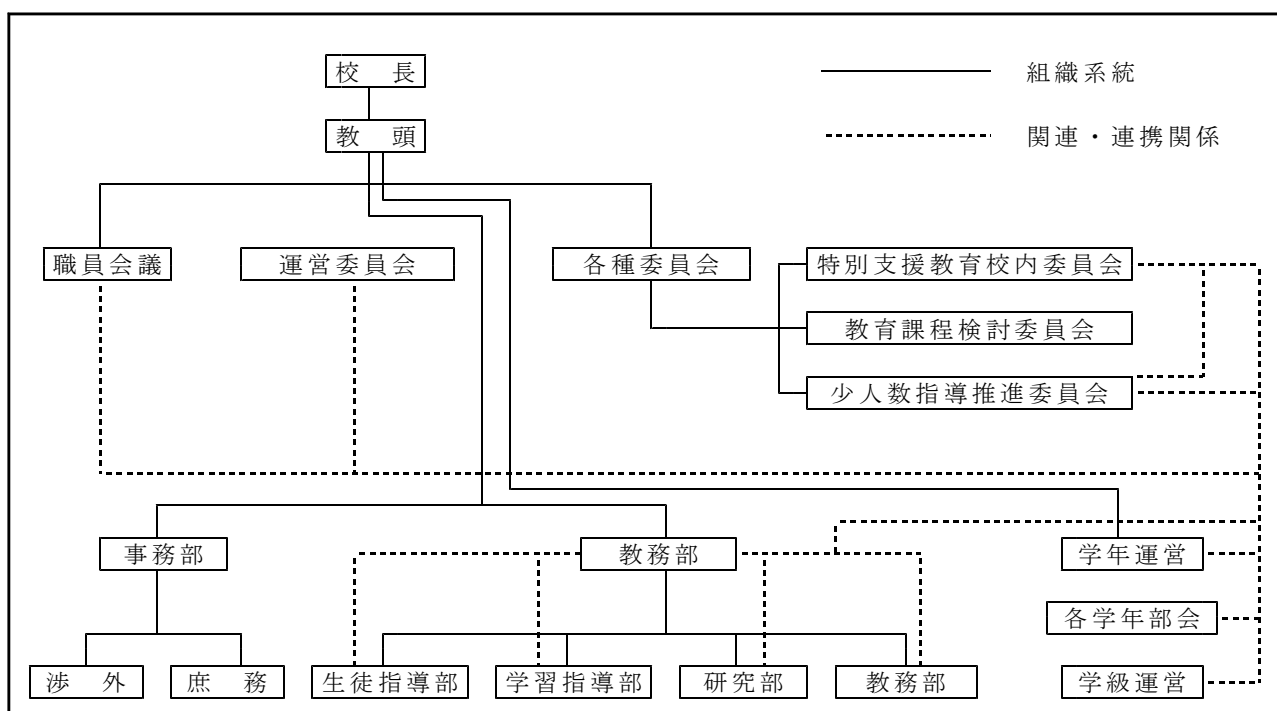 校　長
組織系統
教　頭
関連・連携関係
職員会議
運営委員会
各種委員会
特別支援教育校内委員会
教育課程検討委員会
少人数指導推進委員会
事務部
教務部
学年運営
各学年部会
渉　外
庶　務
生徒指導部
学習指導部
研究部
教務部
学級運営